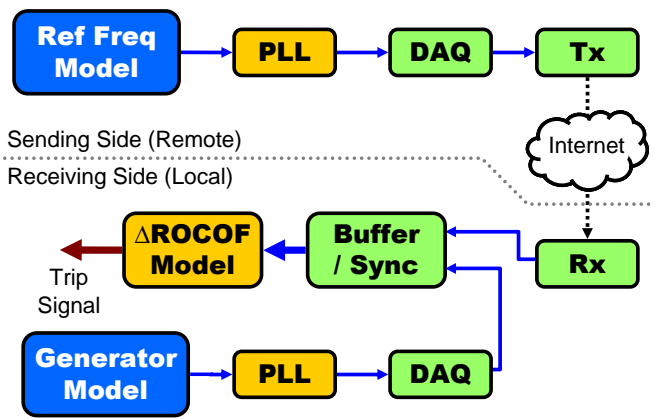 Ref Freq
Model
PLL
DAQ
Tx
Internet
Sending Side (Remote)
Receiving Side (Local)
ΔROCOF
Model
Buffer
/ Sync
Rx
Trip
Signal
Generator
Model
PLL
DAQ